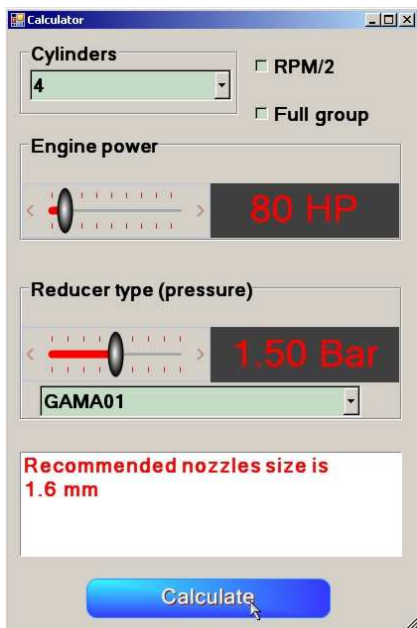 Calculator
Cylinders
4
RPM/2
Full group
Engine power
80 HP
Reducer type (pressure)
1.50 Bar
GAMA01
Recommended nozzles size is
1.6 mm
Calculate